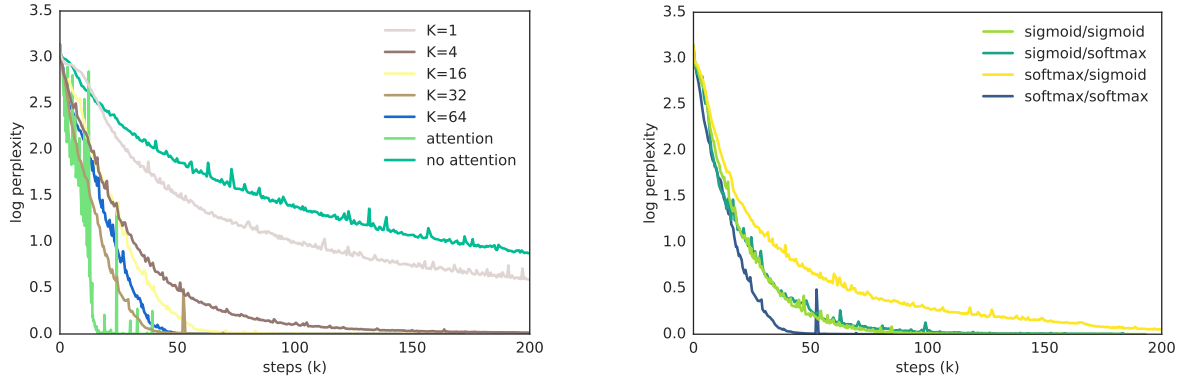 3.5
3.0
2.5
2.0
1.5
1.0
0.5
0.0
log perplexity
0
50
100
150
200
steps (k)
K=1
K=4
K=16
K=32
K=64
attention
no attention
3.5
3.0
2.5
2.0
1.5
1.0
0.5
0.0
log perplexity
0
50
100
150
200
steps (k)
sigmoid/sigmoid
sigmoid/softmax
softmax/sigmoid
softmax/softmax